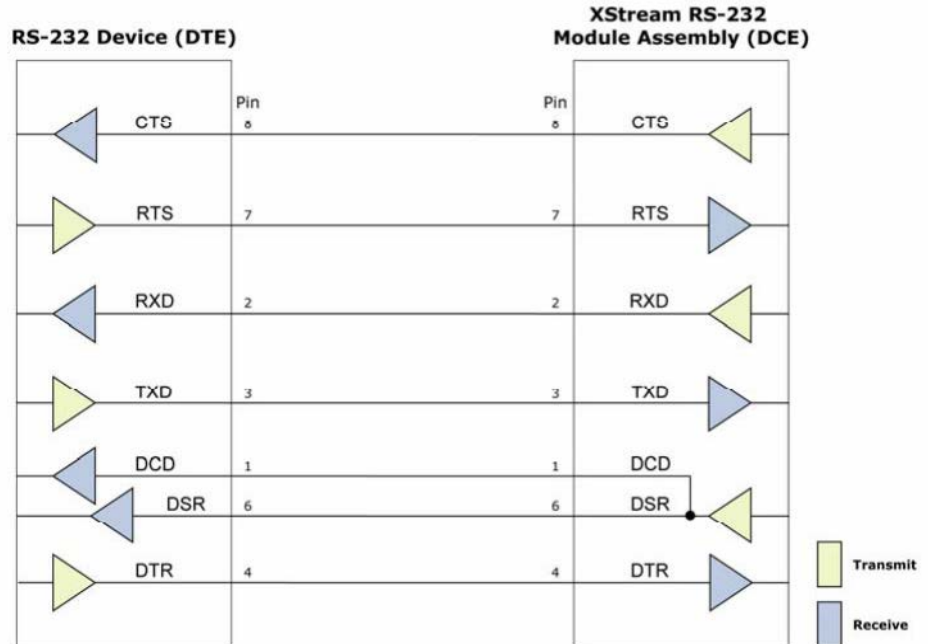 XStream RS-232
RS-232 Device (DTE) Module Assembly (DCE)
Pin Pin
CTS 8 8 CTS
RTS 7 7 RTS
RXD 2 2 RXD
TXD 3 3 TXD
DCD 1 1 DCD
DSR 6 6 DSR
DTR 4 4 DTR
Transmit
Receive